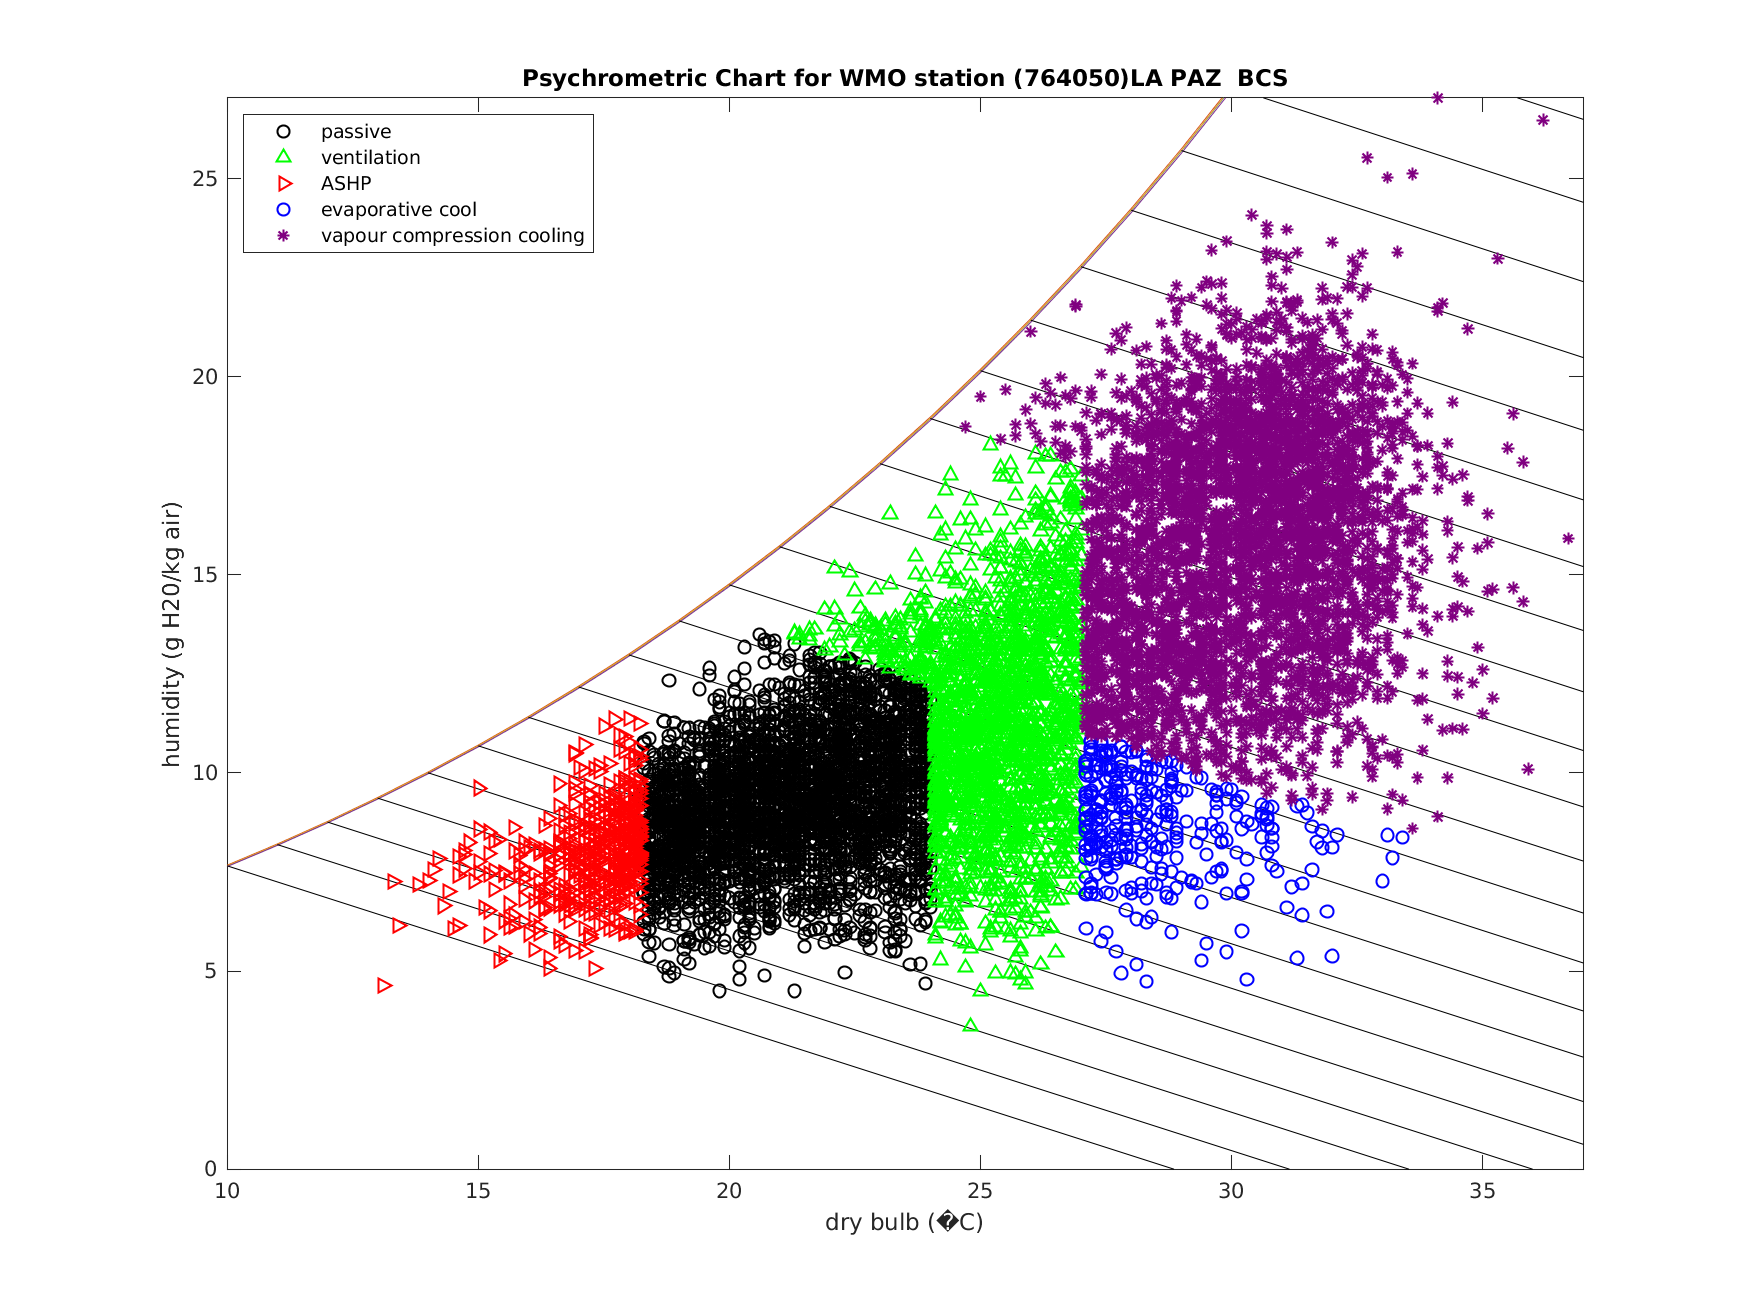 Psychrometric Chart for WMO station (764050)LA PAZ  BCS
passive
ventilation
ASHP
evaporative cool
vapour compression cooling
humidity (g H20/kg air)
25
20
15
10
5
0
10 15 20 25 30 35
dry bulb (�C)